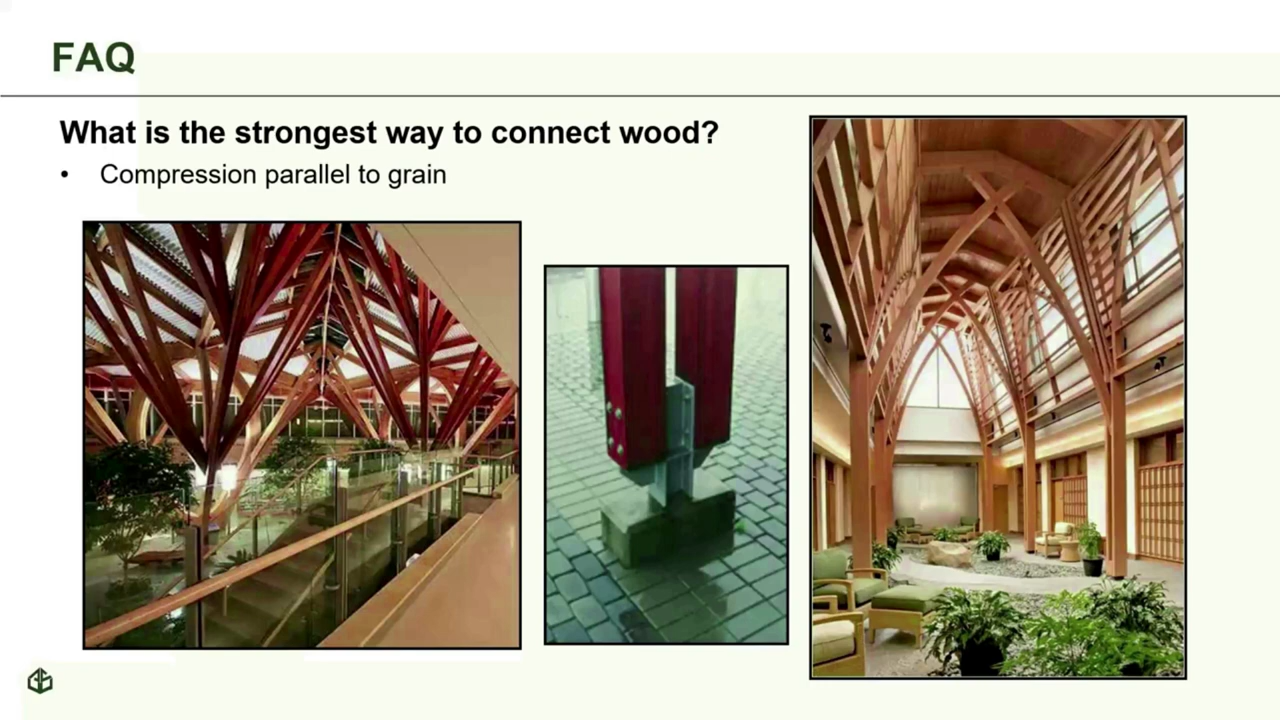 FAQ
What is the strongest way to connect wood?
• Compression parallel to grain